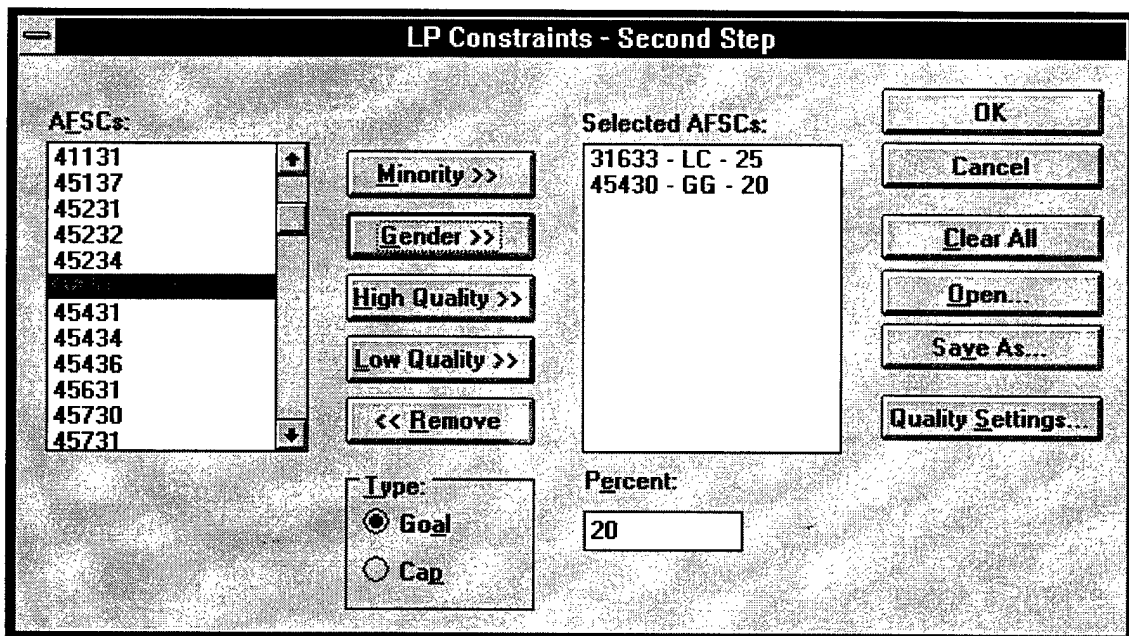 LP Constraints - Second Step
AFSCs:
41131
45137
45231
45232
45234
45431
45434
45436
45631
45730
45731
Minority >>
Gender >>
High Quality >>
Low Quality >>
<< Remove
Type:
Goal
Cap
Selected AFSCs:
31633 - LC - 25
45430 - GG - 20
Percent:
20
OK
Cancel
Clear All
Open...
Save As...
Quality Settings...